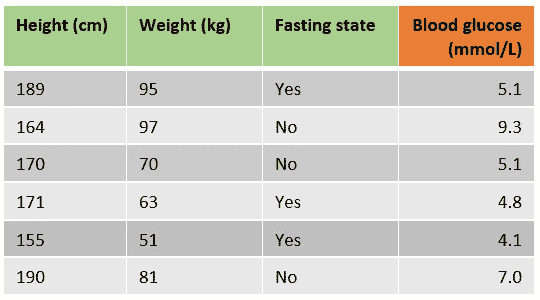 Height (cm) Weight (kg) Fasting state Blood glucose
(mmol/L)
189 95 Yes 5.1
164 97 No 9.3
170 70 No 5.1
171 63 Yes 4.8
155 51 Yes 4.1
190 81 No 7.0